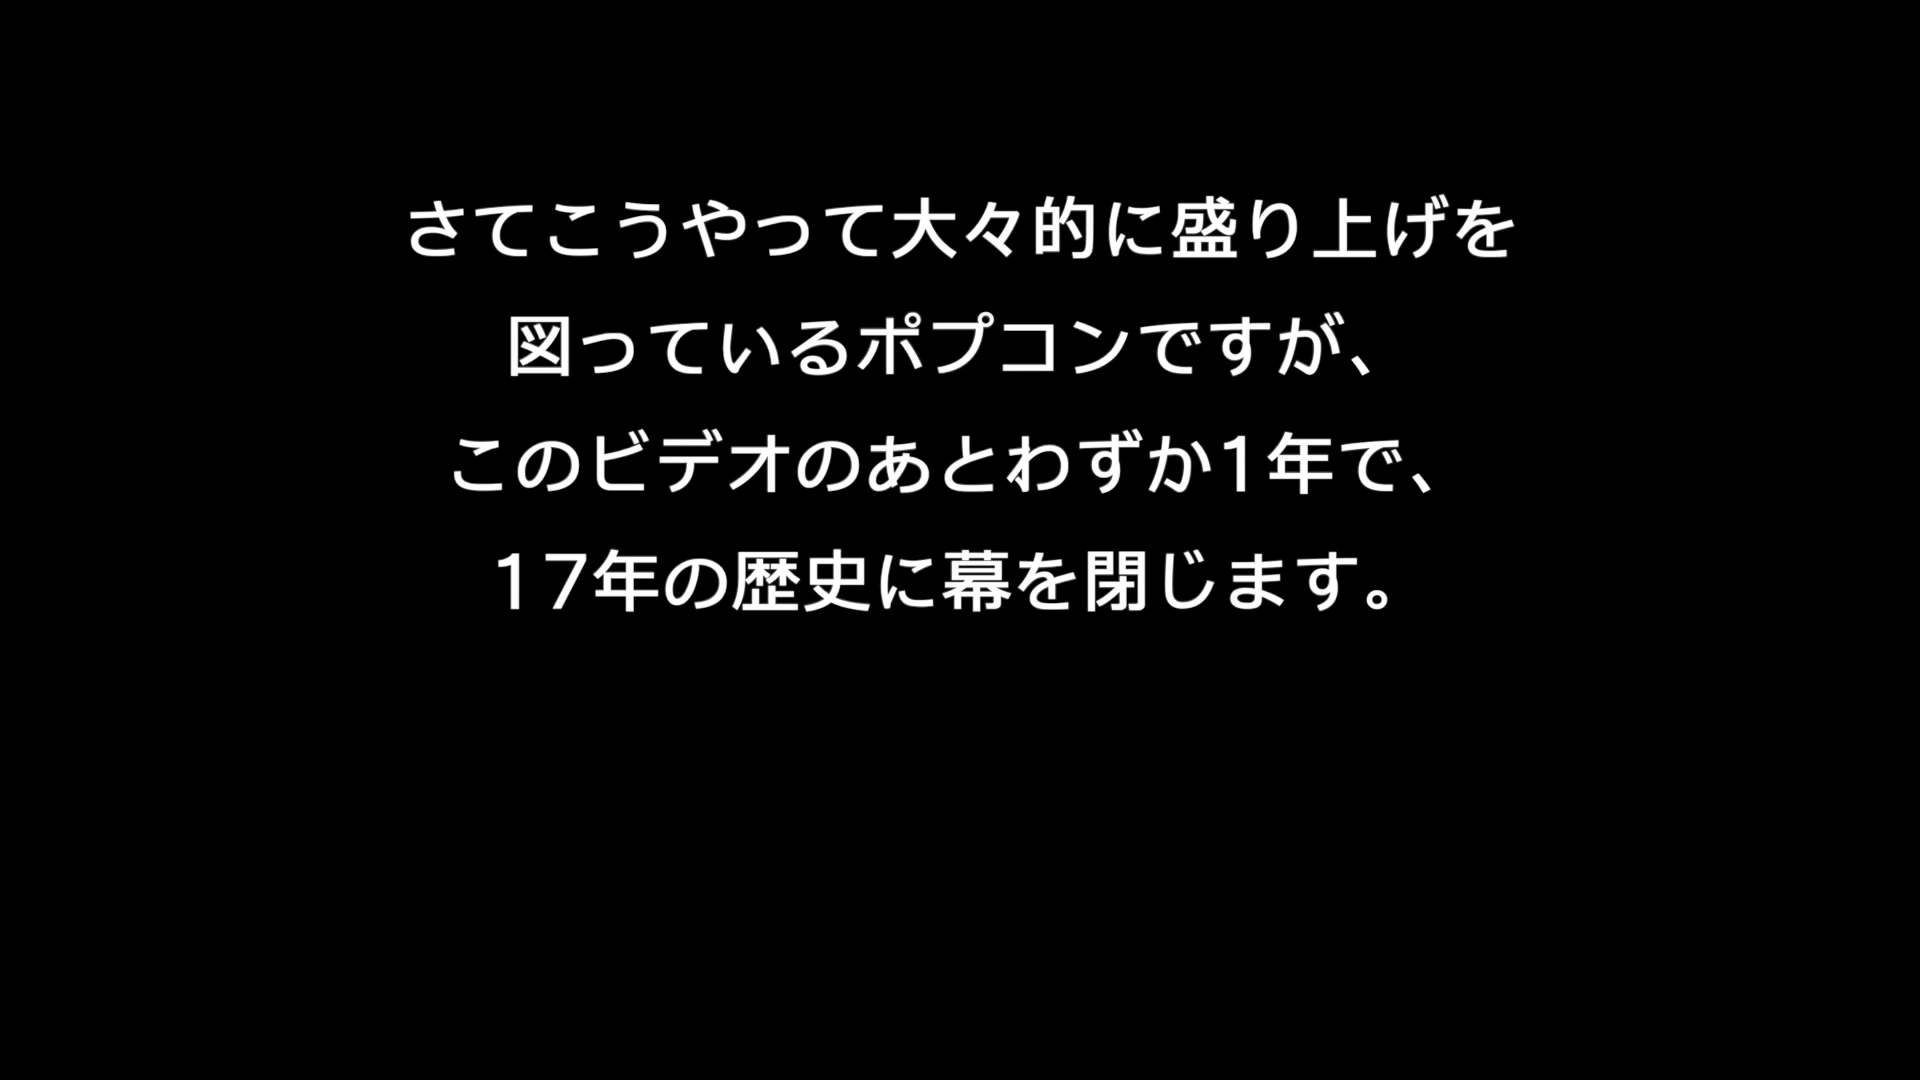 さてこうやって大々的に盛り上げを
図っているポプコンですが、
このビデオのあとわずか1年で、
17年の歴史に幕を閉じます。